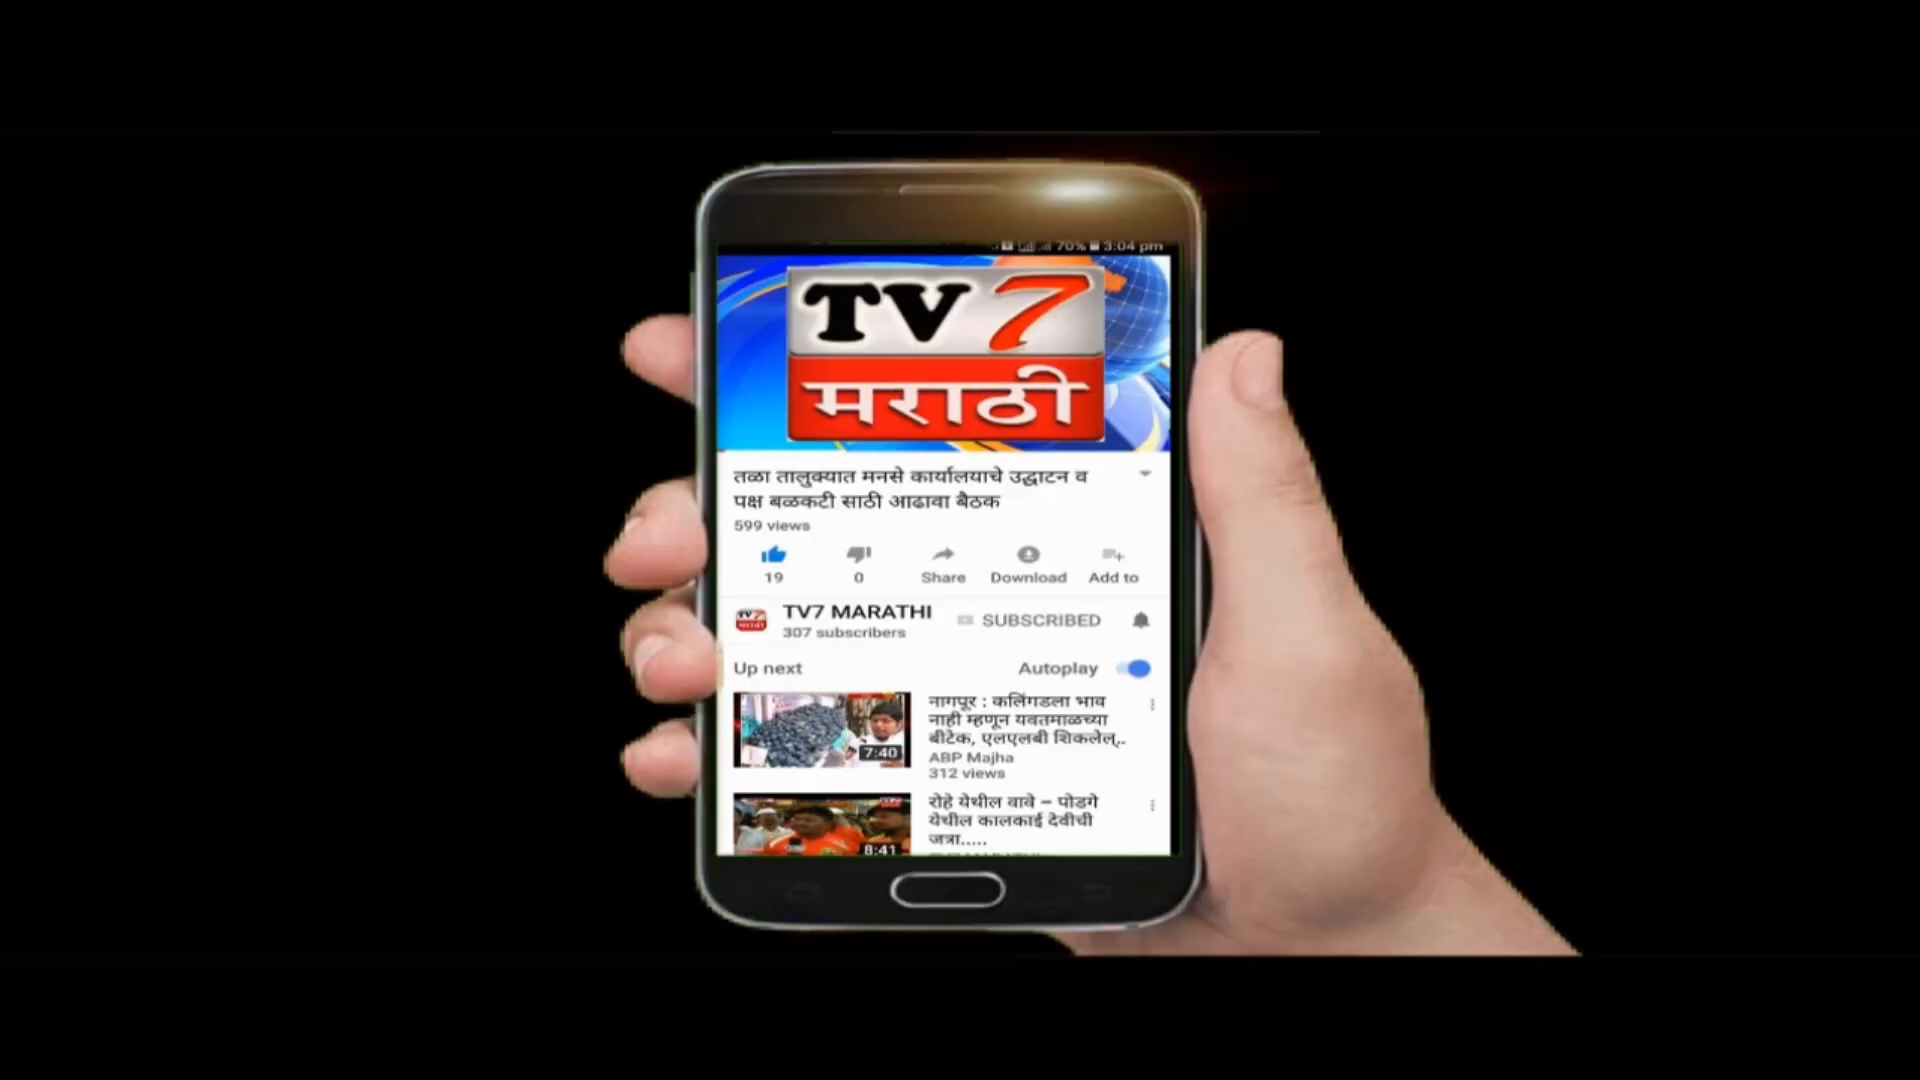 70% 3:04 pm
TV 7
मराठी
तळा तालुक्यात मनसे कार्यालयाचे उद्घाटन व
पक्ष बळकटी साठी आढावा बैठक
599 views
19
0
Share
Download
Add to
TV7 MARATHI
307 subscribers
SUBSCRIBED
Up next
Autoplay
नागपूर : कलिंगडला भाव
नाही म्हणून यवतमाळच्या
बीटेक, एलएलबी शिकलेल्..
ABP Majha
312 views
7:40
रोहे येथील वावे – पोडगे
येथील कालकाई देवीची
जत्रा.....
8:41